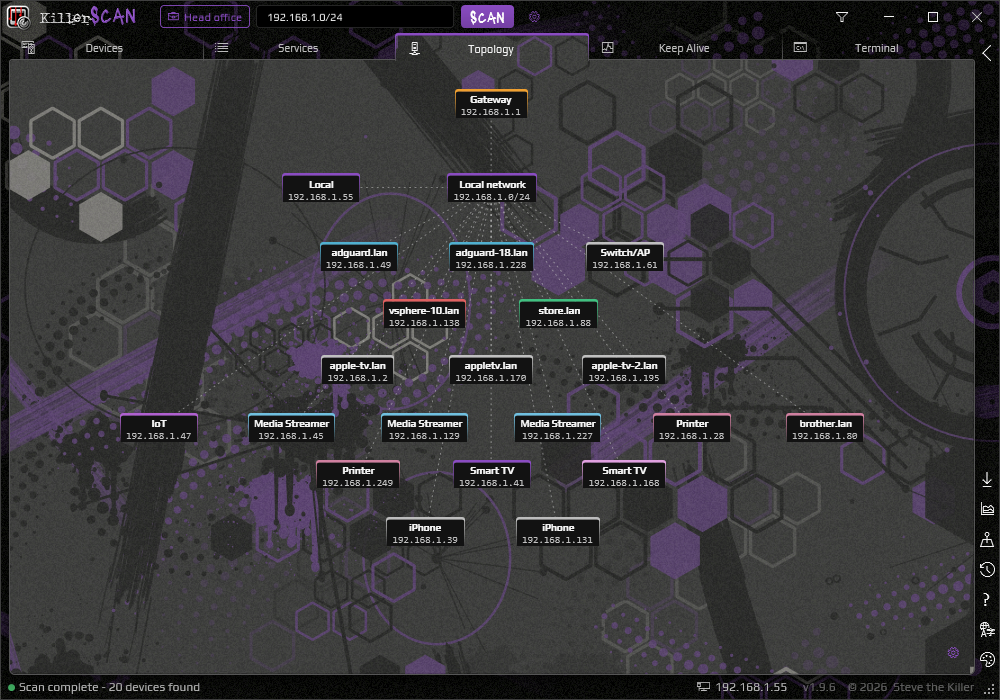 KillerSCAN
Head office
192.168.1.0/24
SCAN
Devices
Services
Topology
Keep Alive
Terminal
Gateway
192.168.1.1
Local
192.168.1.55
Local network
192.168.1.0/24
adguard.lan
192.168.1.49
adguard-18.lan
192.168.1.228
Switch/AP
192.168.1.61
vsphere-10.lan
192.168.1.138
store.lan
192.168.1.88
apple-tv.lan
192.168.1.2
appletv.lan
192.168.1.170
apple-tv-2.lan
192.168.1.195
IoT
192.168.1.47
Media Streamer
192.168.1.45
Media Streamer
192.168.1.129
Media Streamer
192.168.1.227
Printer
192.168.1.28
brother.lan
192.168.1.80
Printer
192.168.1.249
Smart TV
192.168.1.41
Smart TV
192.168.1.168
iPhone
192.168.1.39
iPhone
192.168.1.131
Scan complete - 20 devices found
192.168.1.55
v1.9.6
© 2026 Steve the Killer